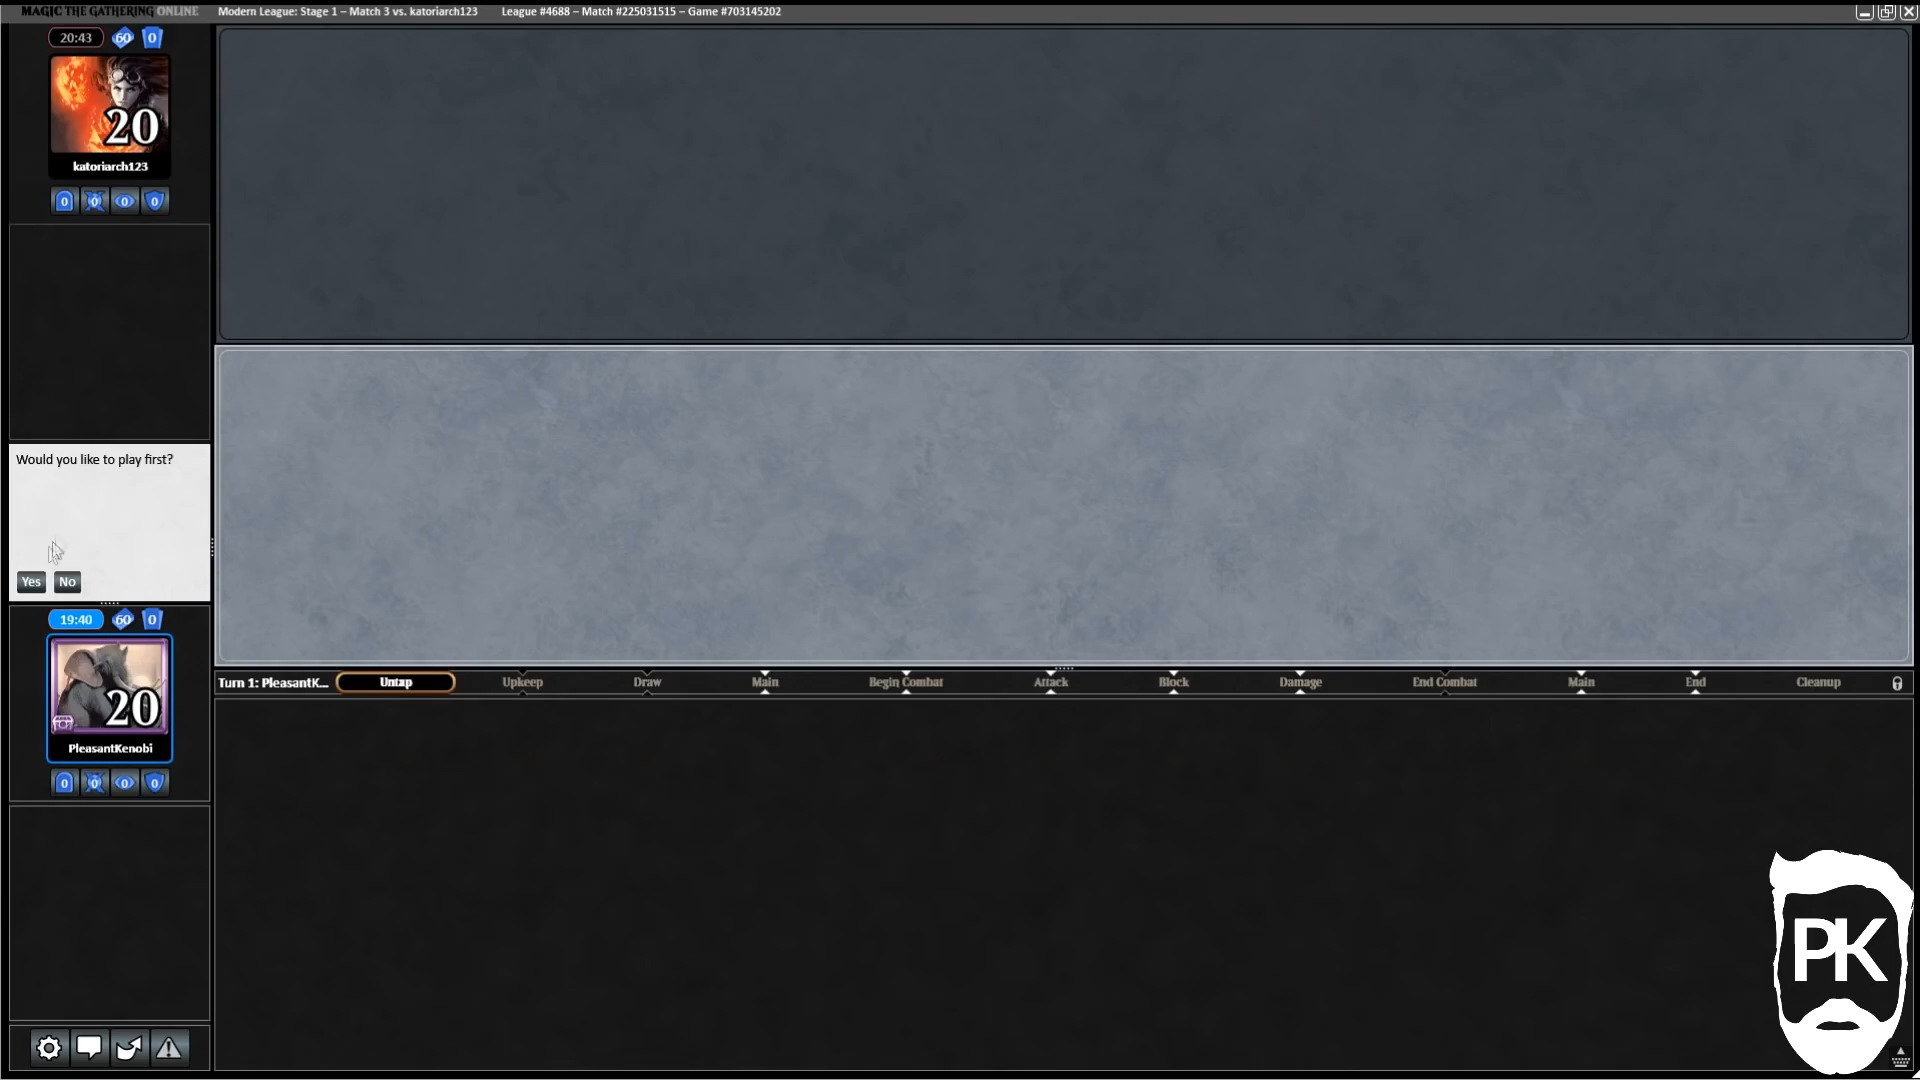 MAGIC THE GATHERING ONLINE
Modern League: Stage 1 – Match 3 vs. katoriarch123
League #4688 – Match #225031515 – Game #703145202
20:43 60 0
20
katoriarch123
0 0 0 0
Would you like to play first?
Yes No
19:40 60 0
20
PleasantKenobi
0 0 0 0
Turn 1: PleasantK... Untap Upkeep Draw Main Begin Combat Attack Block Damage End Combat Main End Cleanup
PK